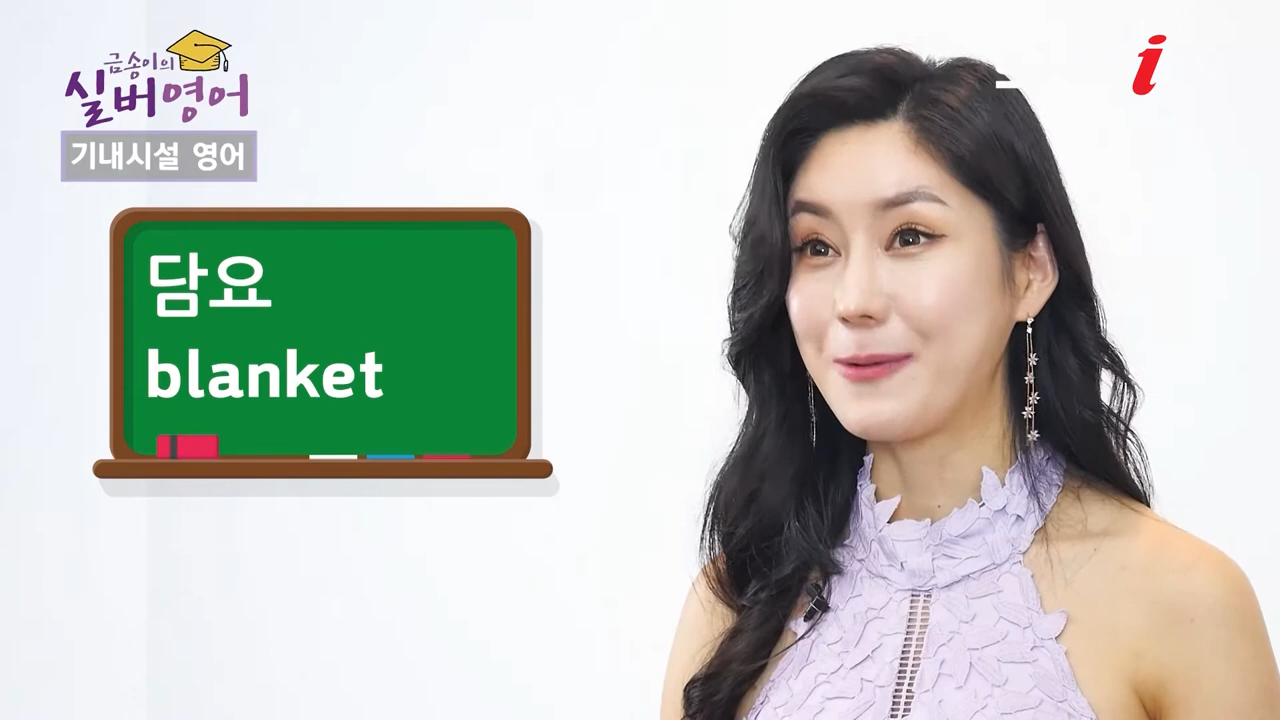 금송이의
실버영어
기내시설 영어
담요
blanket
i